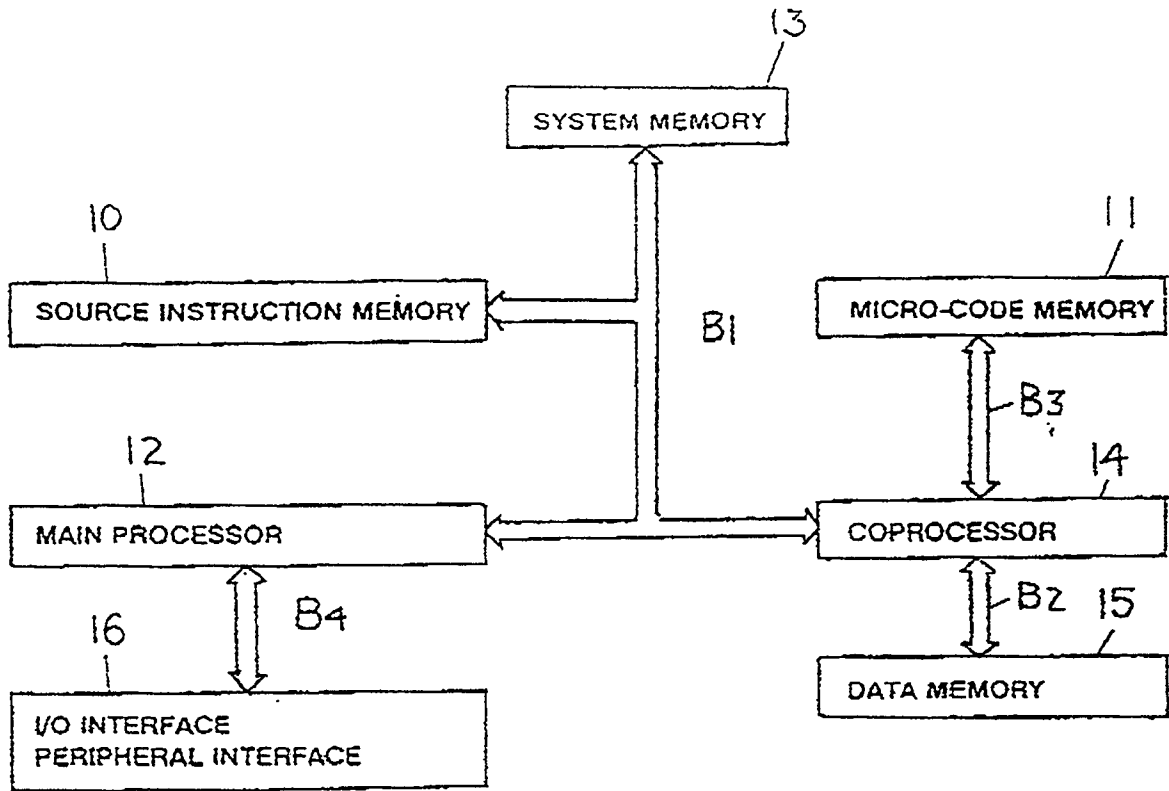 13
SYSTEM MEMORY
10
11
SOURCE INSTRUCTION MEMORY
MICRO-CODE MEMORY
B1
B3
12
14
MAIN PROCESSOR
COPROCESSOR
B4
B2
16
15
I/O INTERFACE
PERIPHERAL INTERFACE
DATA MEMORY